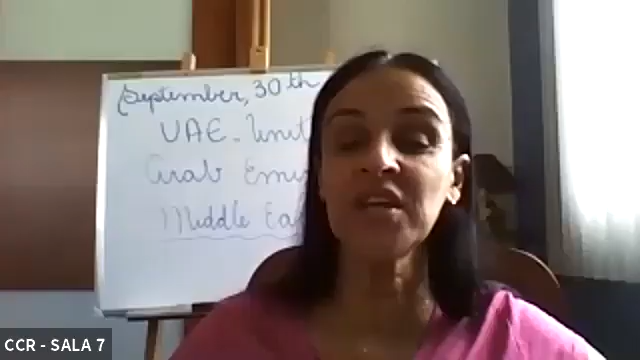 September, 30th
UAE - Unit
Arab Emi
Middle Ea
CCR - SALA 7